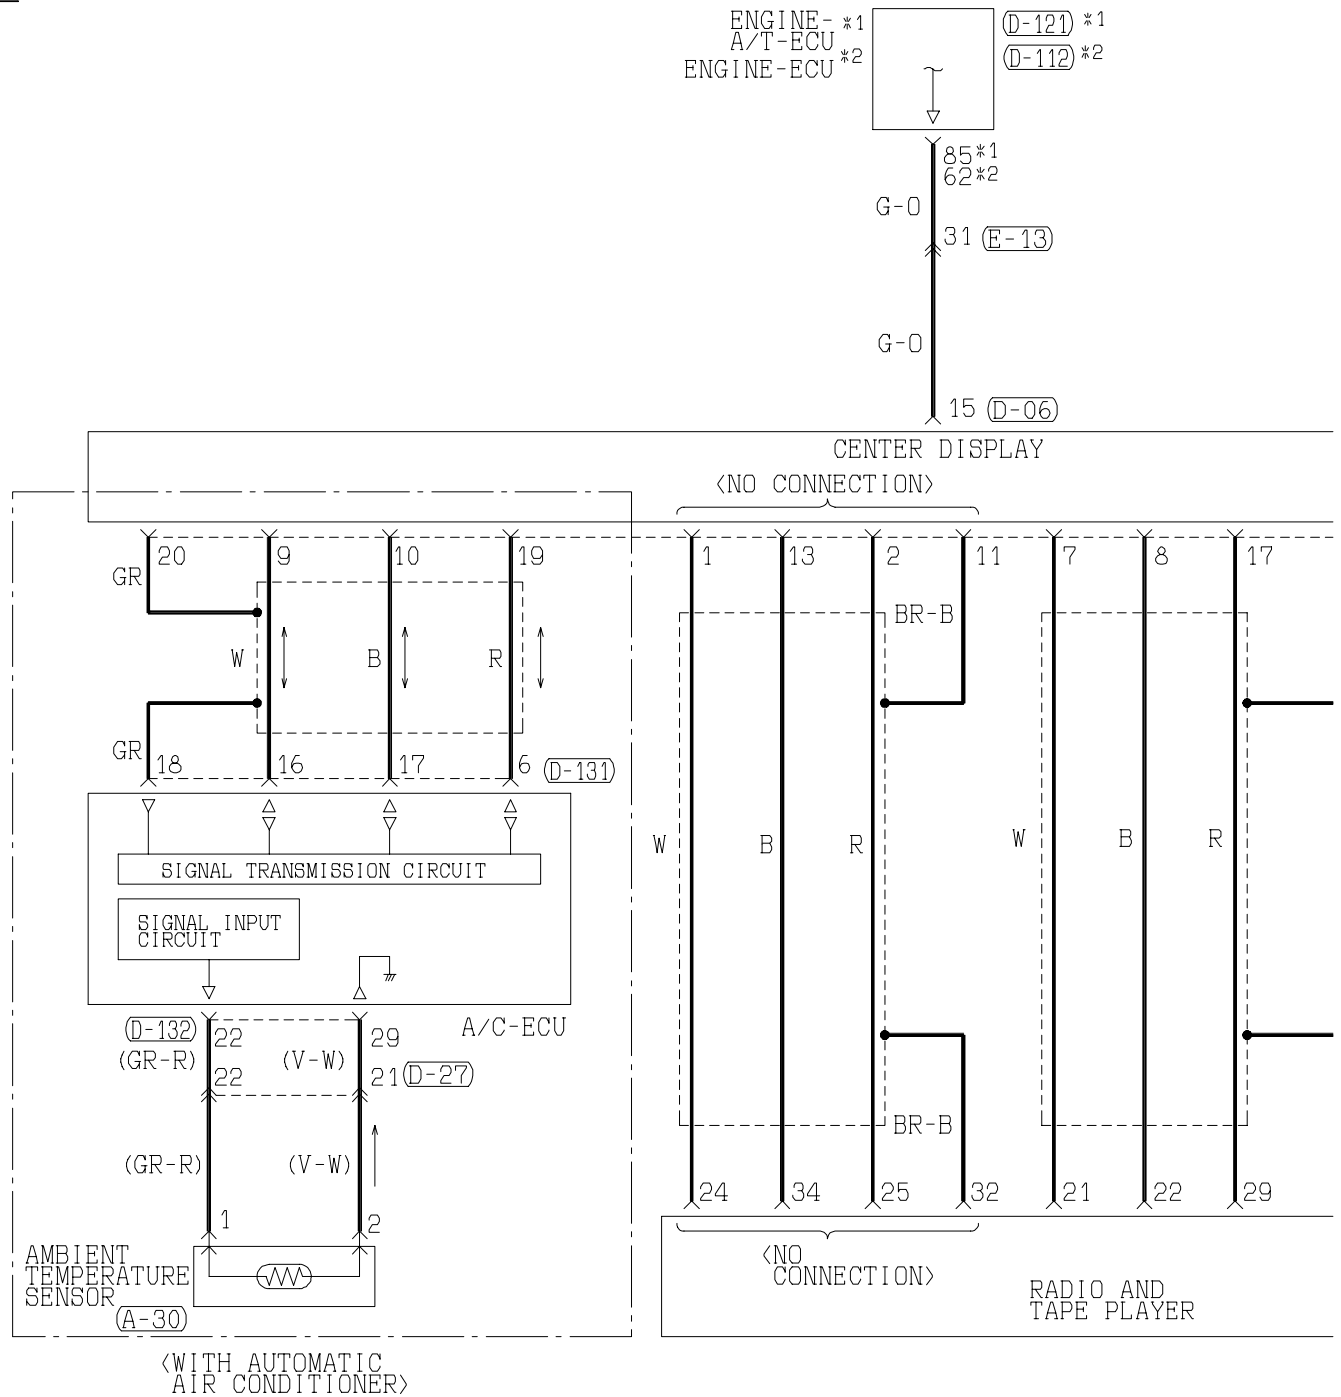 ENGINE- *1
A/T-ECU
ENGINE-ECU *2
(D-121) *1
(D-112) *2
85*1
62*2
G-O
31 (E-13)
G-O
15 (D-06)
CENTER DISPLAY
<NO CONNECTION>
20 9 10 19 1 13 2 11 7 8 17
GR
BR-B
W B R
GR
18 16 17 6 (D-131)
W B R W B R
SIGNAL TRANSMISSION CIRCUIT
SIGNAL INPUT
CIRCUIT
A/C-ECU
(D-132) 22 29
(GR-R) (V-W)
22 21 (D-27)
BR-B
(GR-R) (V-W)
24 34 25 32 21 22 29
1 2
AMBIENT
TEMPERATURE
SENSOR
(A-30)
<NO
CONNECTION>
RADIO AND
TAPE PLAYER
<WITH AUTOMATIC
AIR CONDITIONER>